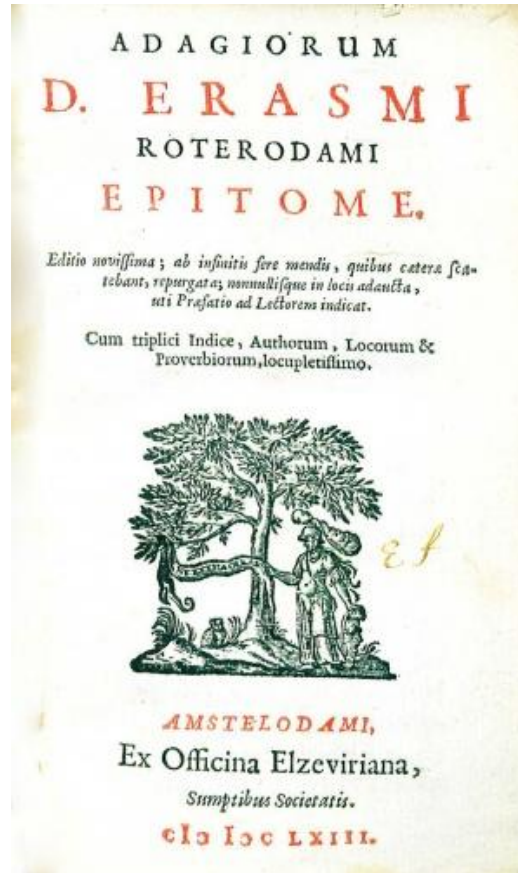 ADAGIORUM
D. ERASMI
ROTERODAMI
EPITOME.
Editio novissima; ab infinitis fere mendis, quibus cæteræ sca-
tebant, repurgata; nonnullisque in locis adaucta,
uti Præfatio ad Lectorem indicat.
Cum triplici Indice, Authorum, Locorum &
Proverbiorum, locupletissimo.
AMSTELODAMI,
Ex Officina Elzeviriana,
Sumptibus Societatis.
cIↄ Iↄc LXIII.